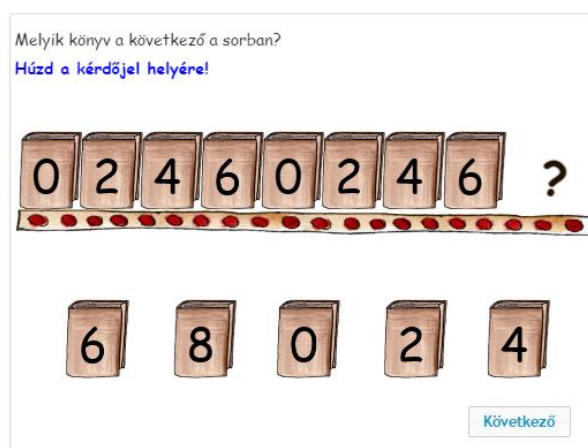 Melyik könyv a következő a sorban?
Húzd a kérdőjel helyére!
0 2 4 6 0 2 4 6 ?
6 8 0 2 4
Következő